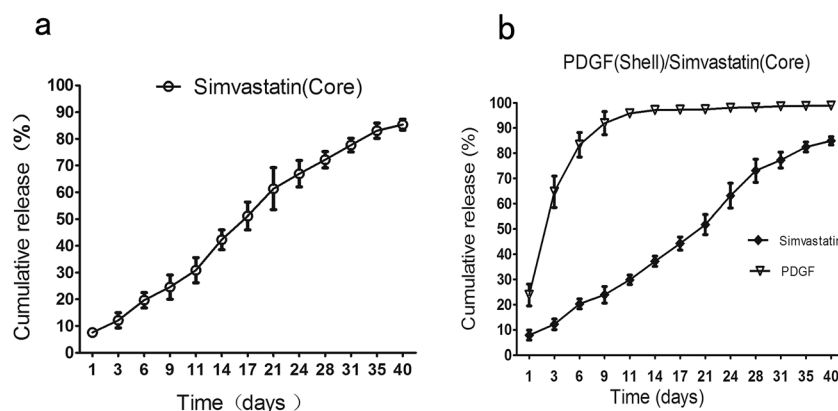 a
Simvastatin(Core)
100
90
80
70
60
50
40
30
20
10
0
Cumulative release (%)
1 3 6 9 11 14 17 21 24 28 31 35 40
Time (days)
b
PDGF(Shell)/Simvastatin(Core)
100
90
80
70
60
50
40
30
20
10
0
Cumulative release (%)
Simvastatin
PDGF
1 3 6 9 11 14 17 21 24 28 31 35 40
Time (days)